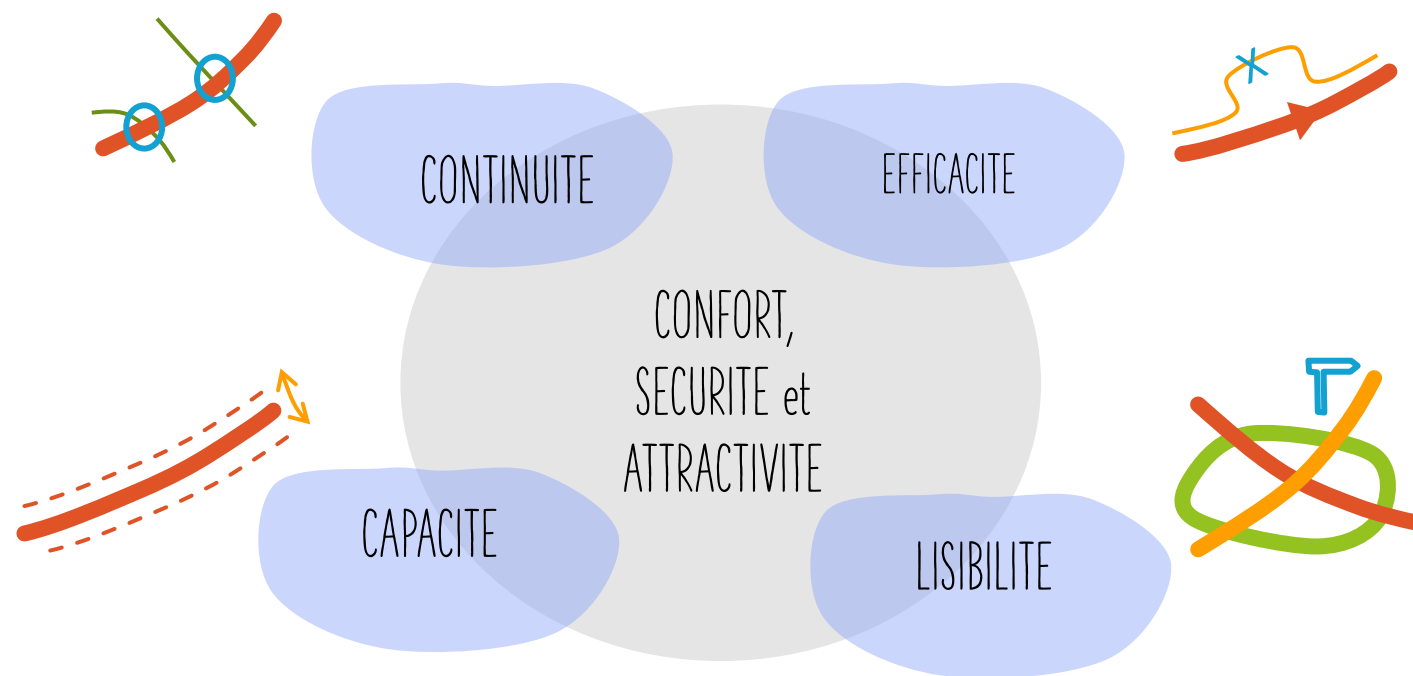 CONTINUITE
EFFICACITE
CONFORT,
SECURITE et
ATTRACTIVITE
CAPACITE
LISIBILITE